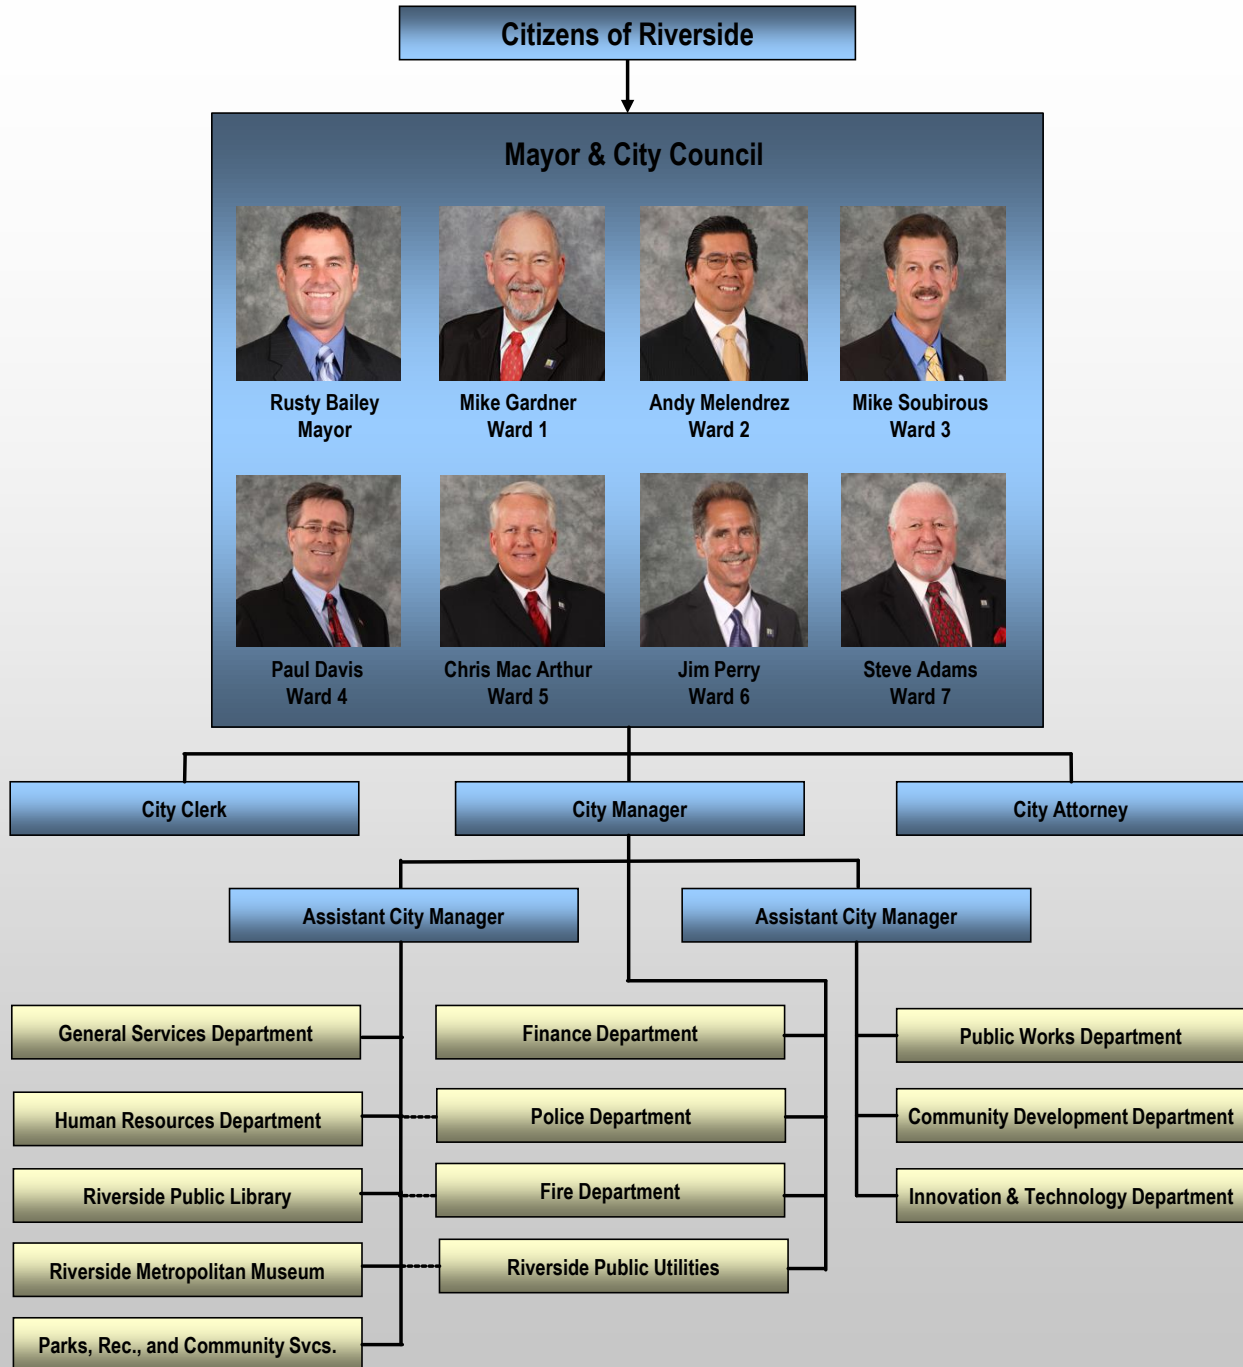 Citizens of Riverside
Mayor & City Council
Rusty Bailey
Mayor
Mike Gardner
Ward 1
Andy Melendrez
Ward 2
Mike Soubirous
Ward 3
Paul Davis
Ward 4
Chris Mac Arthur
Ward 5
Jim Perry
Ward 6
Steve Adams
Ward 7
City Clerk
City Manager
City Attorney
Assistant City Manager
Assistant City Manager
General Services Department
Finance Department
Public Works Department
Human Resources Department
Police Department
Community Development Department
Riverside Public Library
Fire Department
Innovation & Technology Department
Riverside Metropolitan Museum
Riverside Public Utilities
Parks, Rec., and Community Svcs.